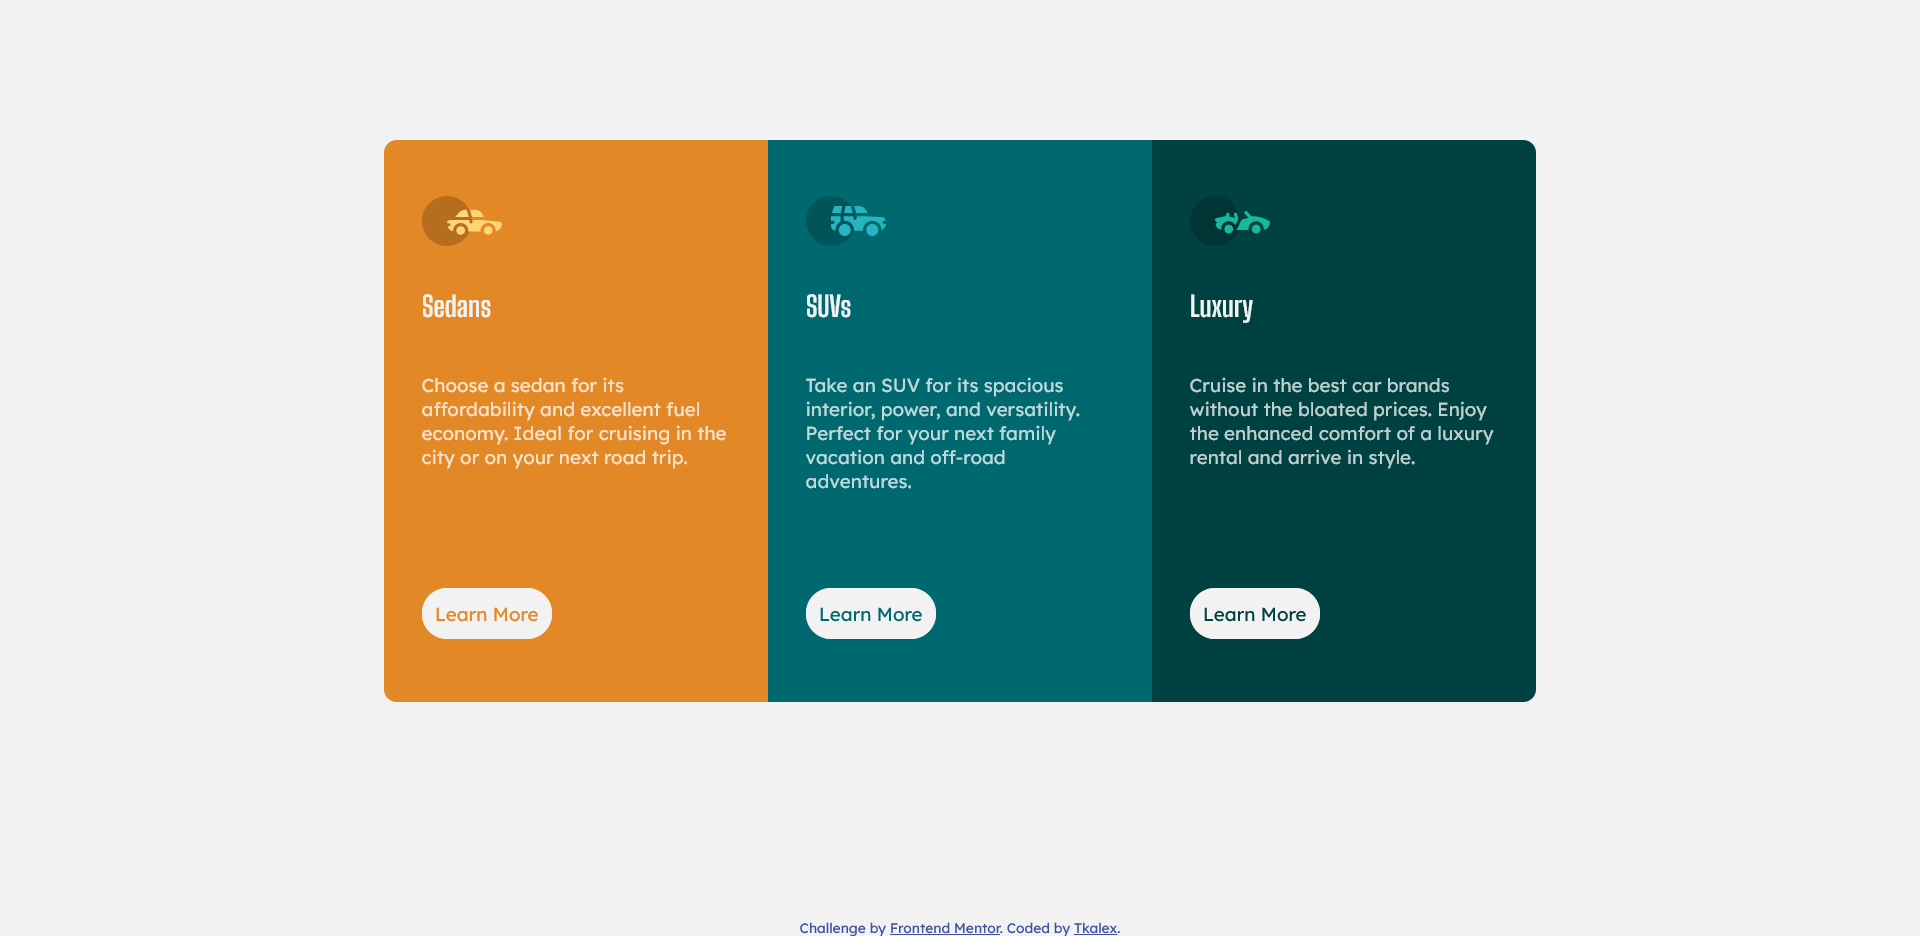 Sedans
Choose a sedan for its
affordability and excellent fuel
economy. Ideal for cruising in the
city or on your next road trip.
Learn More
SUVs
Take an SUV for its spacious
interior, power, and versatility.
Perfect for your next family
vacation and off-road
adventures.
Learn More
Luxury
Cruise in the best car brands
without the bloated prices. Enjoy
the enhanced comfort of a luxury
rental and arrive in style.
Learn More
Challenge by Frontend Mentor. Coded by Tkalex.